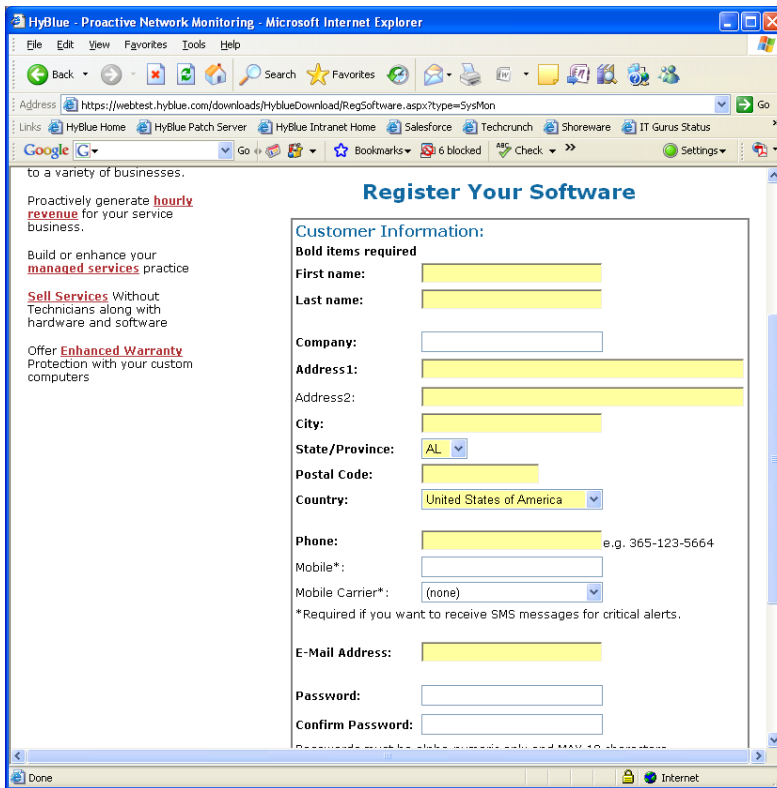 HyBlue - Proactive Network Monitoring - Microsoft Internet Explorer
File Edit View Favorites Tools Help
Back Search Favorites
Address https://webtest.hyblue.com/downloads/HyblueDownload/RegSoftware.aspx?type=SysMon Go
Links HyBlue Home HyBlue Patch Server HyBlue Intranet Home Salesforce Techcrunch Shoreware IT Gurus Status »
Google G Go Bookmarks 6 blocked ABC Check » Settings
to a variety of businesses.
Proactively generate hourly
revenue for your service
business.
Build or enhance your
managed services practice
Sell Services Without
Technicians along with
hardware and software
Offer Enhanced Warranty
Protection with your custom
computers
Register Your Software
Customer Information:
Bold items required
First name:
Last name:
Company:
Address1:
Address2:
City:
State/Province: AL
Postal Code:
Country: United States of America
Phone: e.g. 365-123-5664
Mobile*:
Mobile Carrier*: (none)
*Required if you want to receive SMS messages for critical alerts.
E-Mail Address:
Password:
Confirm Password:
Done Internet